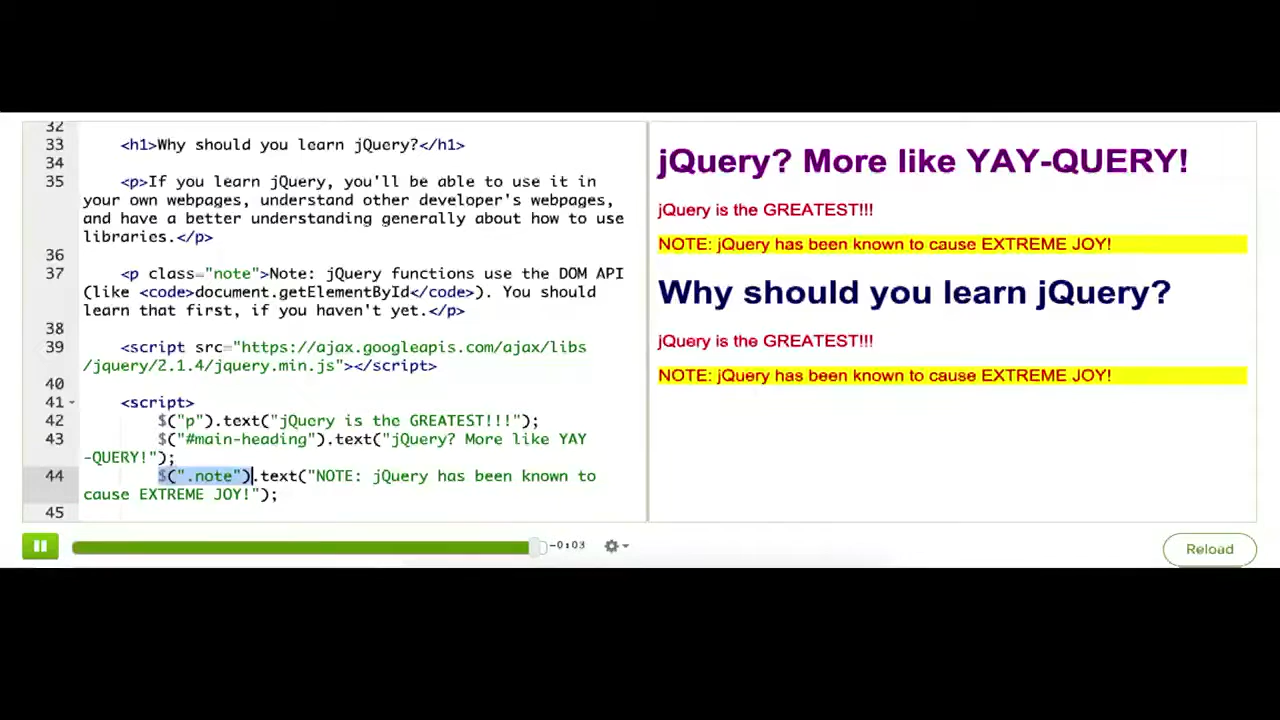 32
33 <h1>Why should you learn jQuery?</h1>
34
35 <p>If you learn jQuery, you'll be able to use it in
your own webpages, understand other developer's webpages,
and have a better understanding generally about how to use
libraries.</p>
36
37 <p class="note">Note: jQuery functions use the DOM API
(like <code>document.getElementById</code>). You should
learn that first, if you haven't yet.</p>
38
39 <script src="https://ajax.googleapis.com/ajax/libs
/jquery/2.1.4/jquery.min.js"></script>
40
41 <script>
42 $("p").text("jQuery is the GREATEST!!!");
43 $("#main-heading").text("jQuery? More like YAY
-QUERY!");
44 $(".note").text("NOTE: jQuery has been known to
cause EXTREME JOY!");
45
jQuery? More like YAY-QUERY!
jQuery is the GREATEST!!!
NOTE: jQuery has been known to cause EXTREME JOY!
Why should you learn jQuery?
jQuery is the GREATEST!!!
NOTE: jQuery has been known to cause EXTREME JOY!
-0:03
Reload